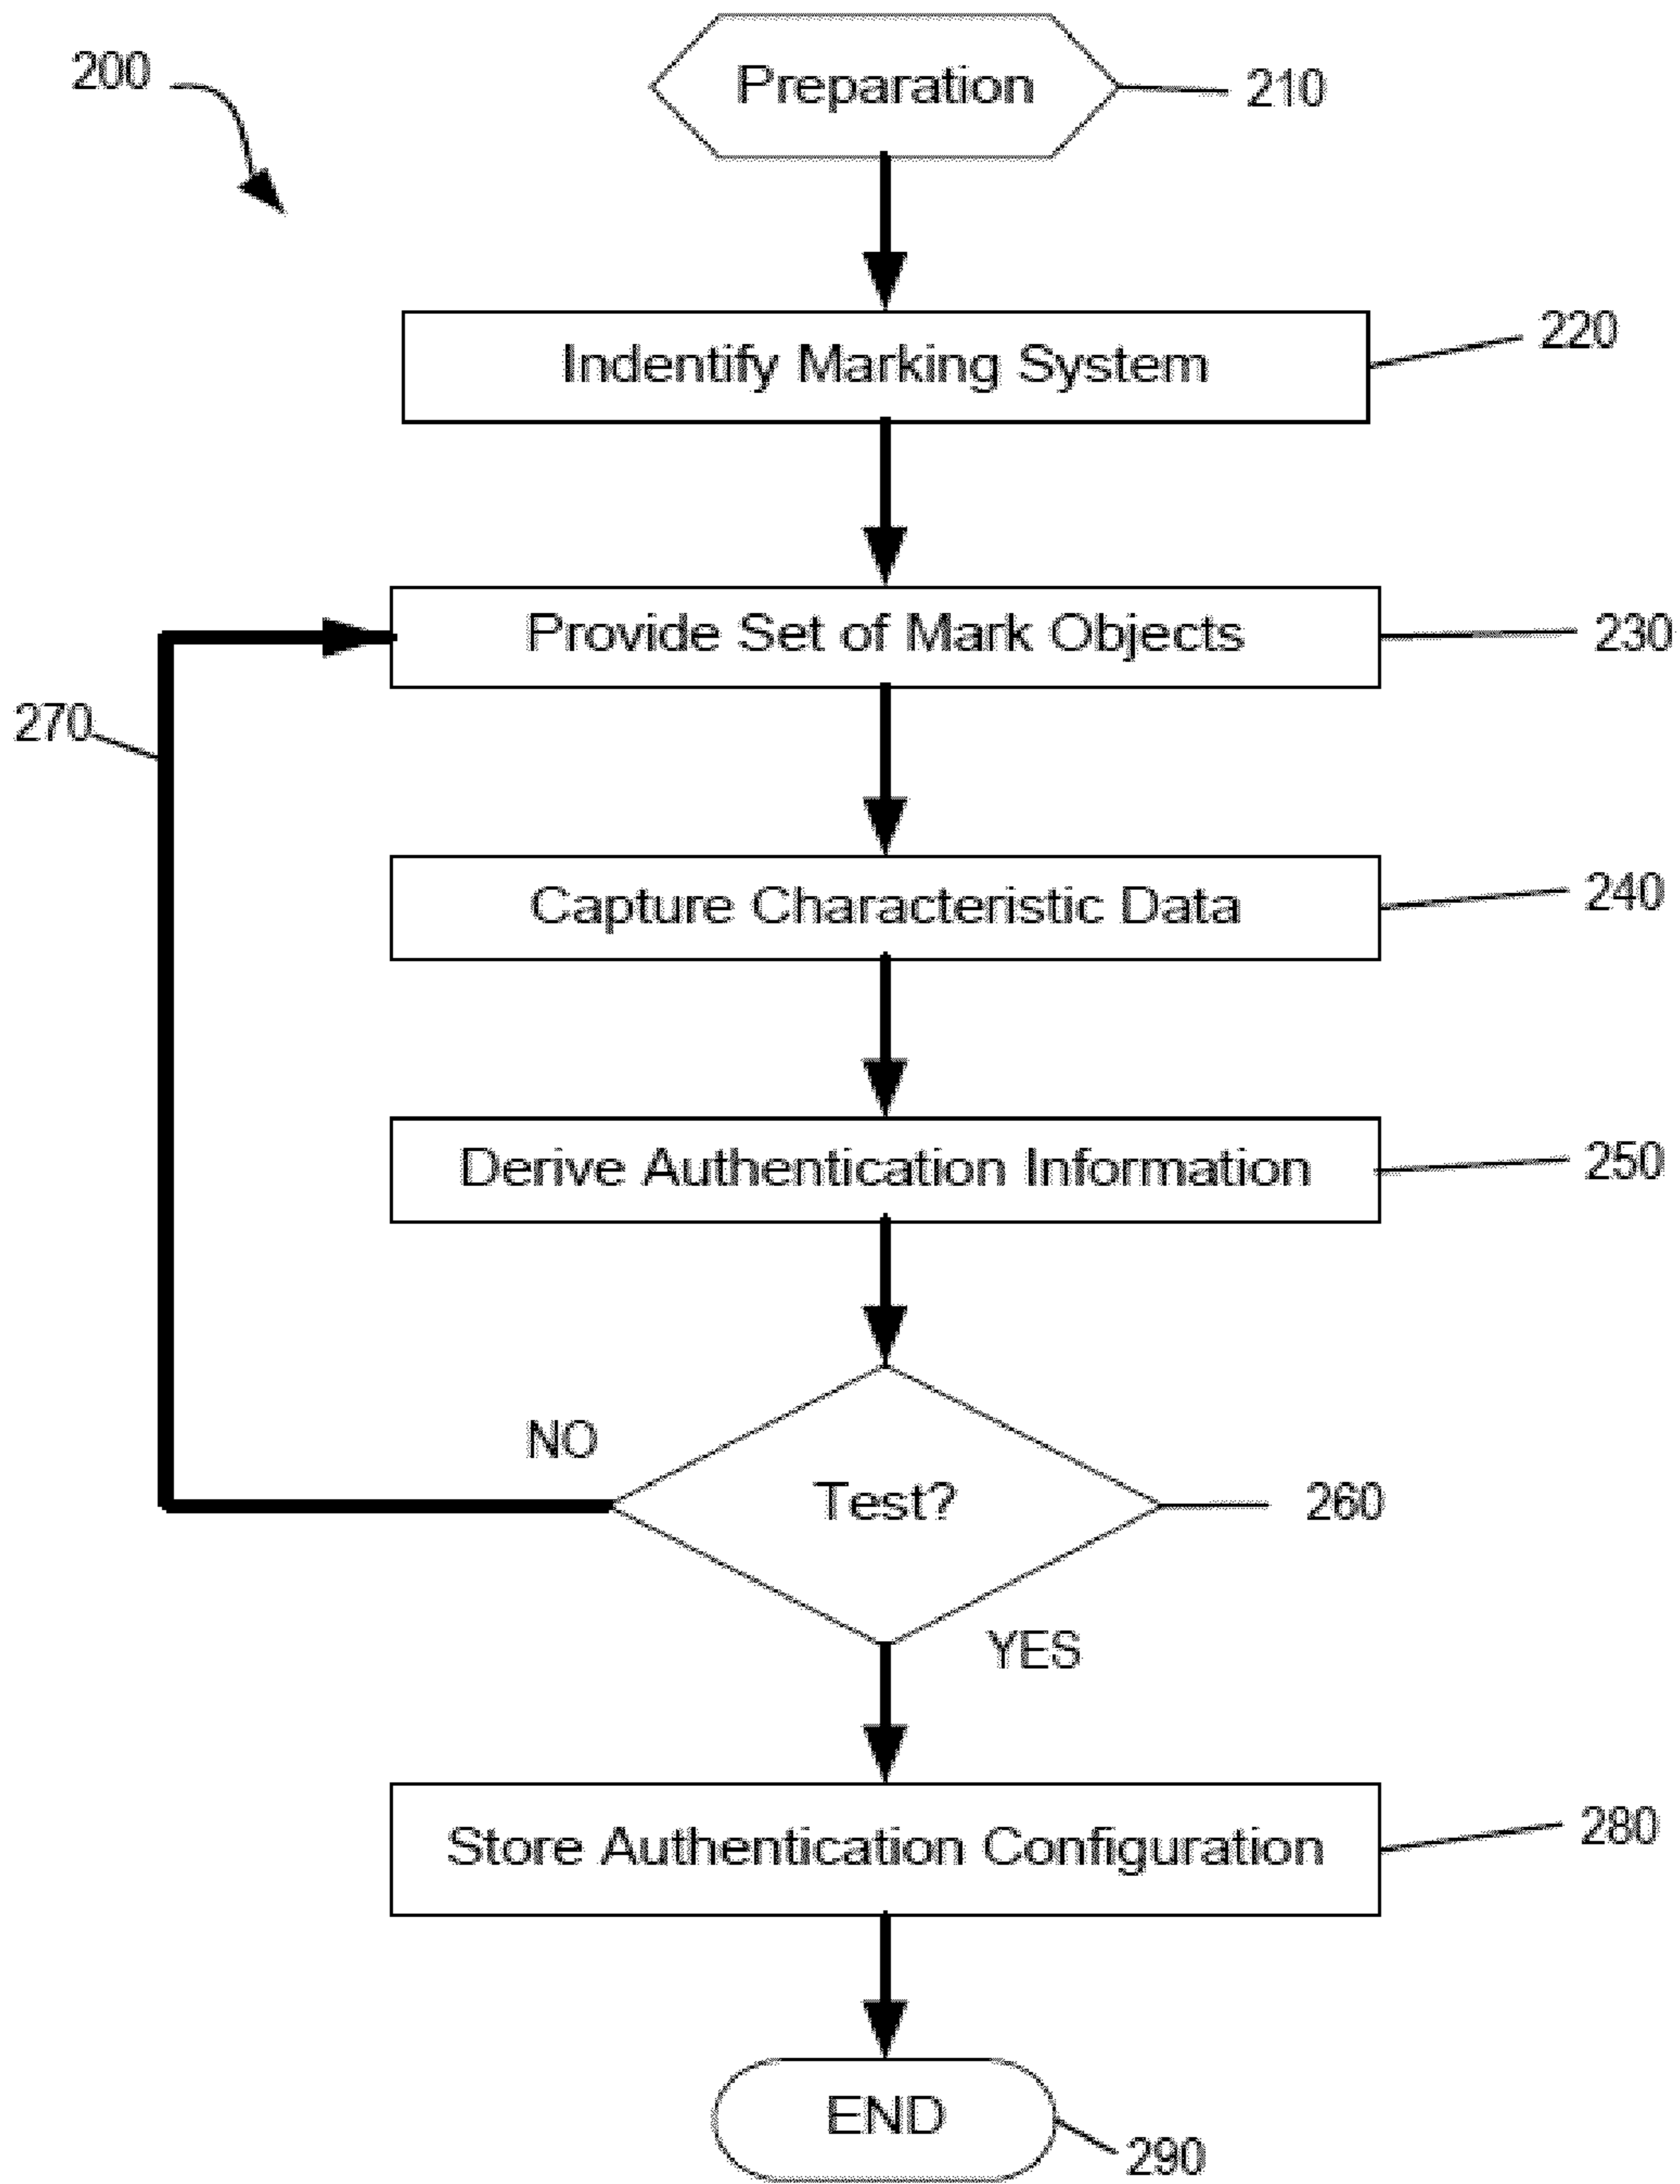 200
Preparation
210
Indentify Marking System
220
Provide Set of Mark Objects
230
270
Capture Characteristic Data
240
Derive Authentication Information
250
NO
Test?
260
YES
Store Authentication Configuration
280
END
290